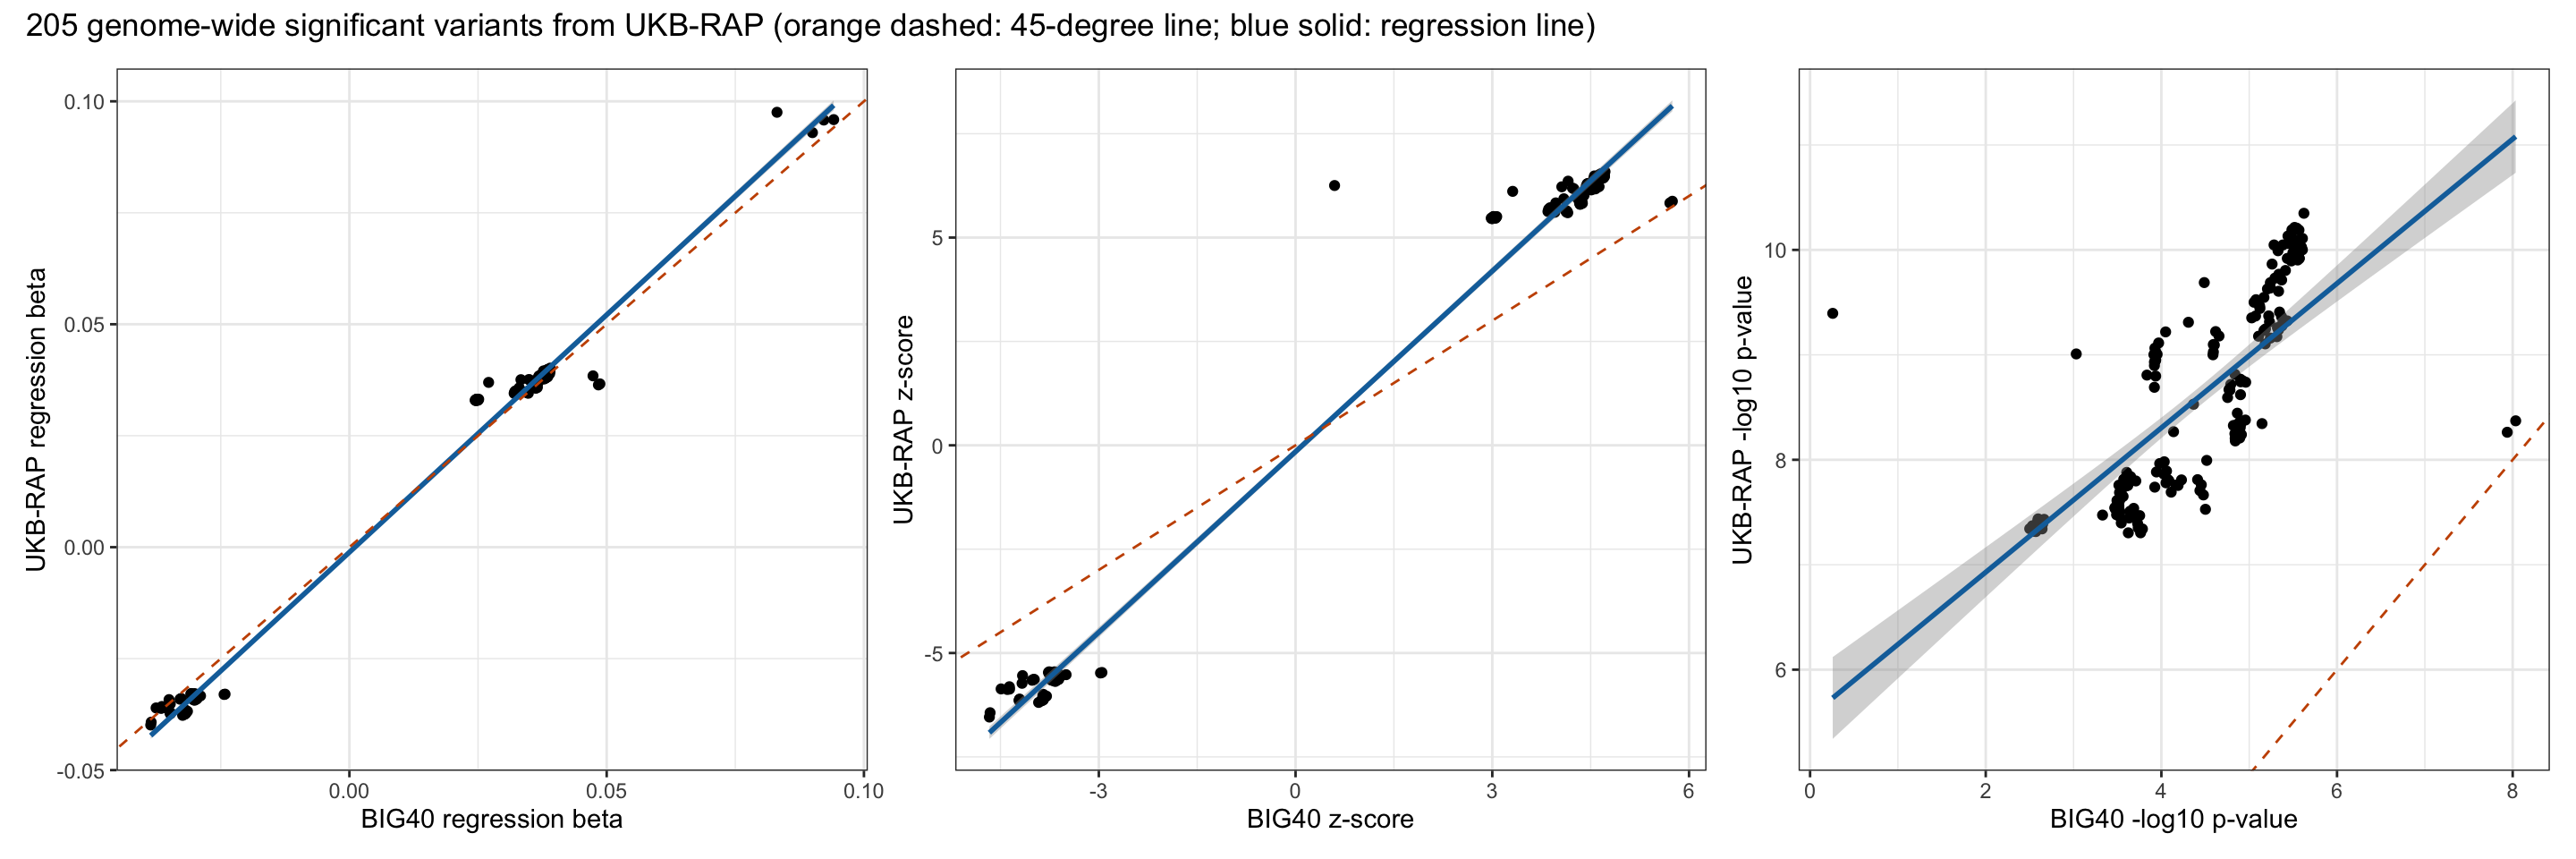 205 genome-wide significant variants from UKB-RAP (orange dashed: 45-degree line; blue solid: regression line)
UKB-RAP regression beta
0.10
0.05
0.00
-0.05
0.00 0.05 0.10
BIG40 regression beta
UKB-RAP z-score
5
0
-5
-3 0 3 6
BIG40 z-score
UKB-RAP -log10 p-value
10
8
6
0 2 4 6 8
BIG40 -log10 p-value